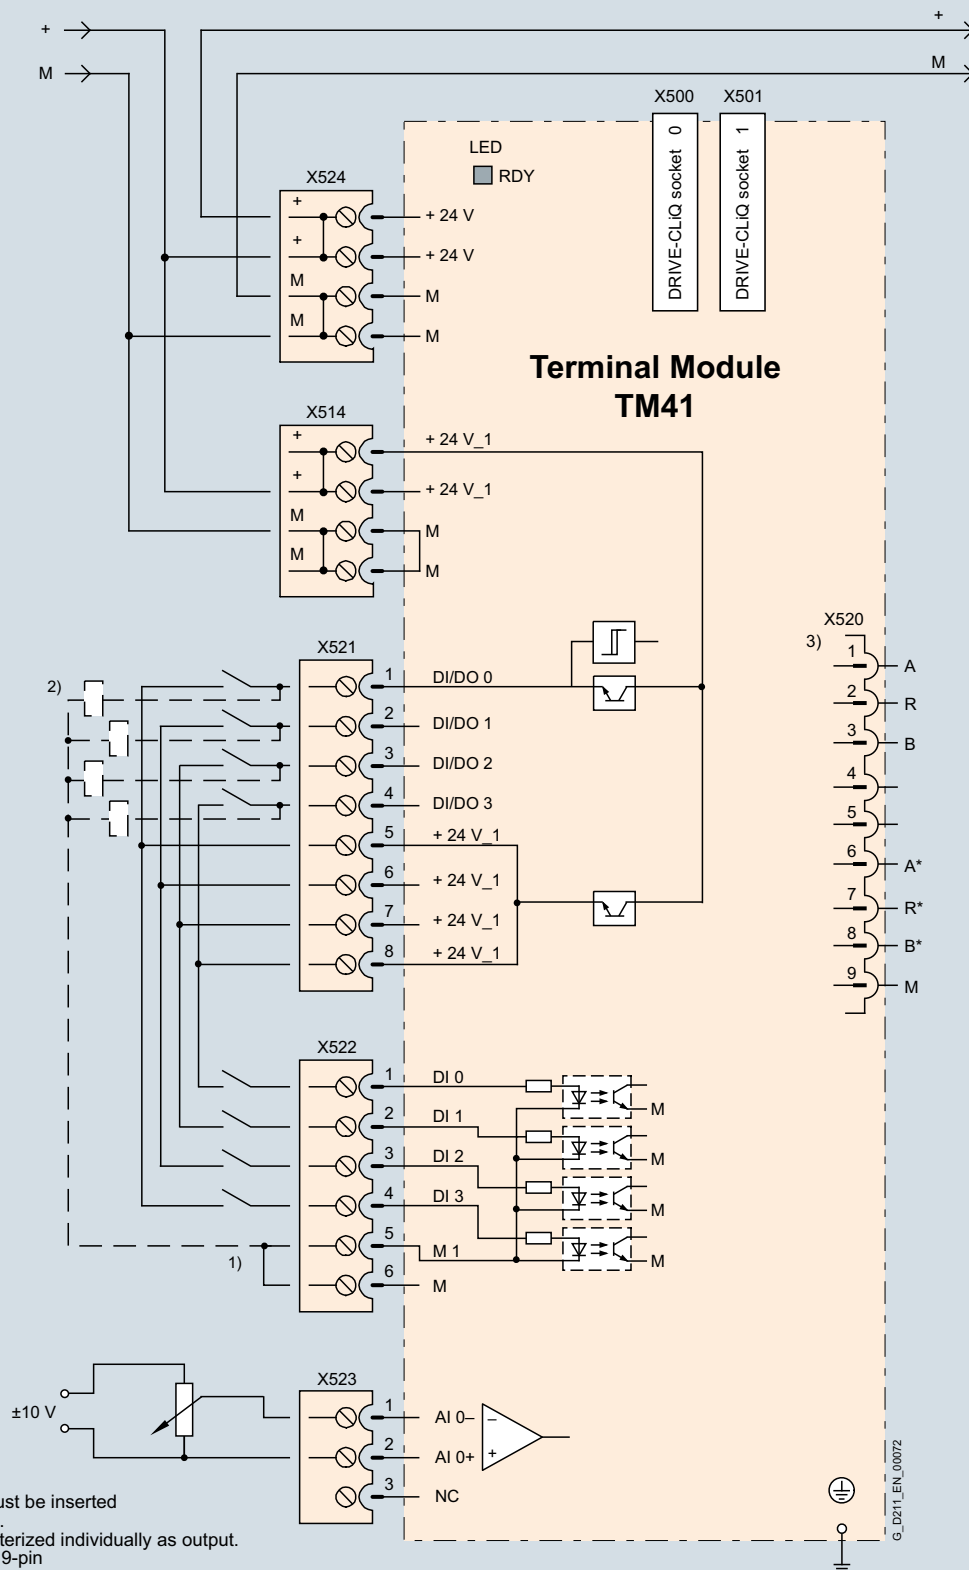 +
M
+
M
X500
X501
DRIVE-CLiQ socket 0
DRIVE-CLiQ socket 1
LED
RDY
X524
+
+
M
M
+ 24 V
+ 24 V
M
M
Terminal Module
TM41
X514
+
+
M
M
+ 24 V_1
+ 24 V_1
M
M
X521
2)
1 DI/DO 0
2 DI/DO 1
3 DI/DO 2
4 DI/DO 3
5 + 24 V_1
6 + 24 V_1
7 + 24 V_1
8 + 24 V_1
X520
3)
1 A
2 R
3 B
4
5
6 A*
7 R*
8 B*
9 M
X522
1 DI 0
M
2 DI 1
M
3 DI 2
M
4 DI 3
M
5 M 1
1)
6 M
X523
±10 V
1 AI 0–
–
2 AI 0+
+
3 NC
G_D211_EN_00072
must be inserted
.
terized individually as output.
9-pin